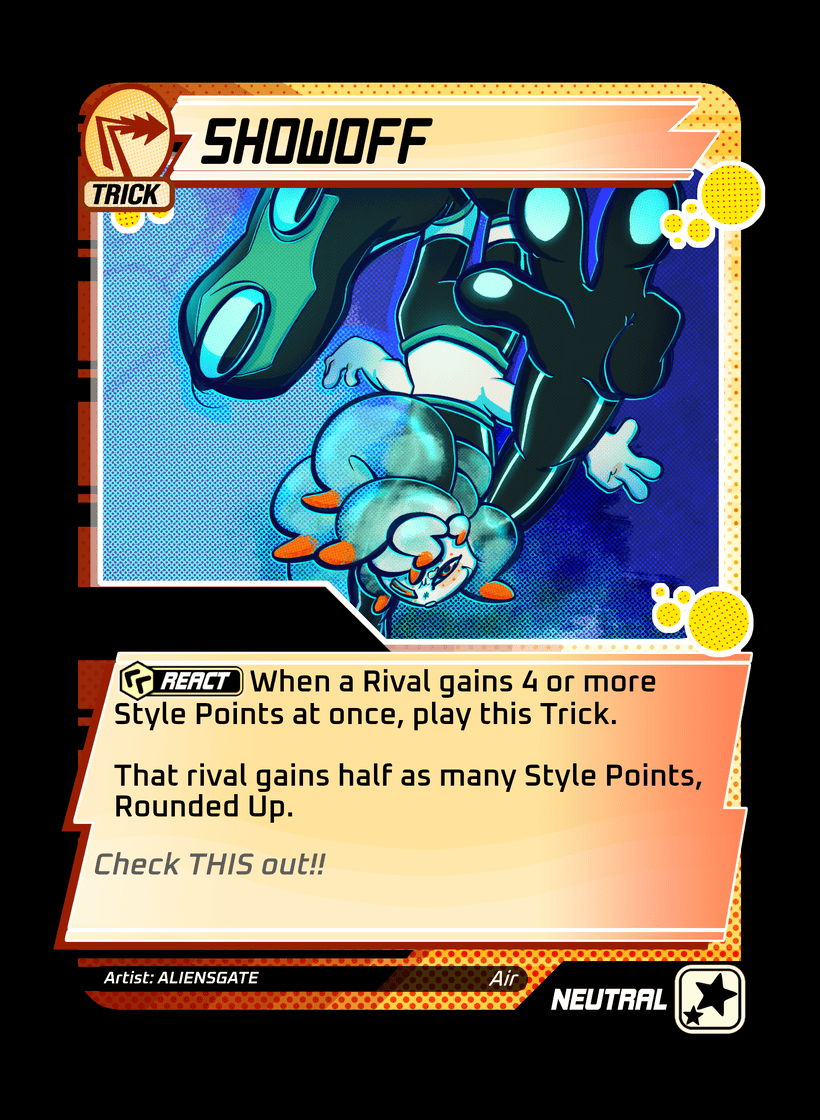 SHOWOFF
TRICK
REACT When a Rival gains 4 or more
Style Points at once, play this Trick.
That rival gains half as many Style Points,
Rounded Up.
Check THIS out!!
Artist: ALIENSGATE
Air
NEUTRAL